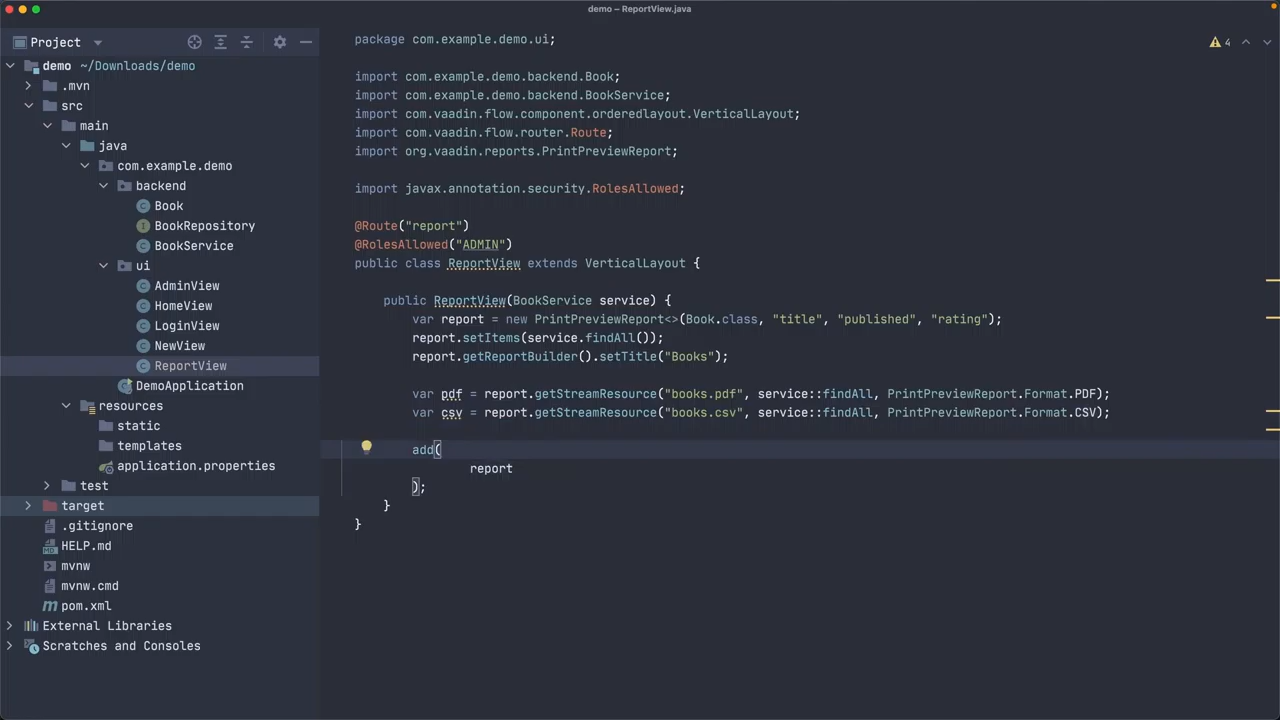 demo – ReportView.java
Project
demo ~/Downloads/demo
.mvn
src
main
java
com.example.demo
backend
Book
BookRepository
BookService
ui
AdminView
HomeView
LoginView
NewView
ReportView
DemoApplication
resources
static
templates
application.properties
test
target
.gitignore
HELP.md
mvnw
mvnw.cmd
pom.xml
External Libraries
Scratches and Consoles
4
package com.example.demo.ui;
import com.example.demo.backend.Book;
import com.example.demo.backend.BookService;
import com.vaadin.flow.component.orderedlayout.VerticalLayout;
import com.vaadin.flow.router.Route;
import org.vaadin.reports.PrintPreviewReport;
import javax.annotation.security.RolesAllowed;
@Route("report")
@RolesAllowed("ADMIN")
public class ReportView extends VerticalLayout {
public ReportView(BookService service) {
var report = new PrintPreviewReport<>(Book.class, "title", "published", "rating");
report.setItems(service.findAll());
report.getReportBuilder().setTitle("Books");
var pdf = report.getStreamResource("books.pdf", service::findAll, PrintPreviewReport.Format.PDF);
var csv = report.getStreamResource("books.csv", service::findAll, PrintPreviewReport.Format.CSV);
add(
report
);
}
}